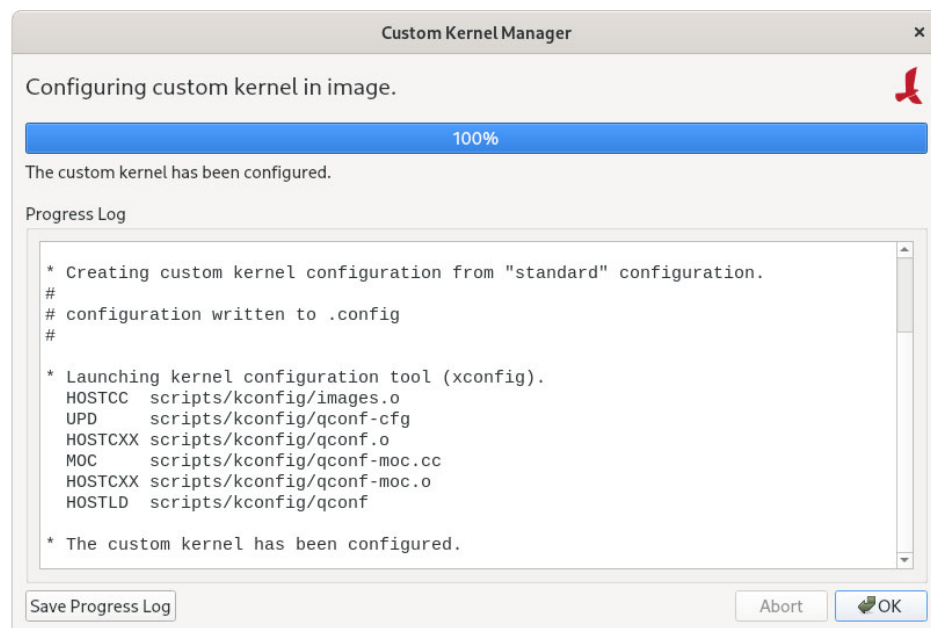 Custom Kernel Manager
Configuring custom kernel in image.
100%
The custom kernel has been configured.
Progress Log
* Creating custom kernel configuration from "standard" configuration.
#
# configuration written to .config
#
* Launching kernel configuration tool (xconfig).
HOSTCC scripts/kconfig/images.o
UPD scripts/kconfig/qconf-cfg
HOSTCXX scripts/kconfig/qconf.o
MOC scripts/kconfig/qconf-moc.cc
HOSTCXX scripts/kconfig/qconf-moc.o
HOSTLD scripts/kconfig/qconf
* The custom kernel has been configured.
Save Progress Log Abort OK